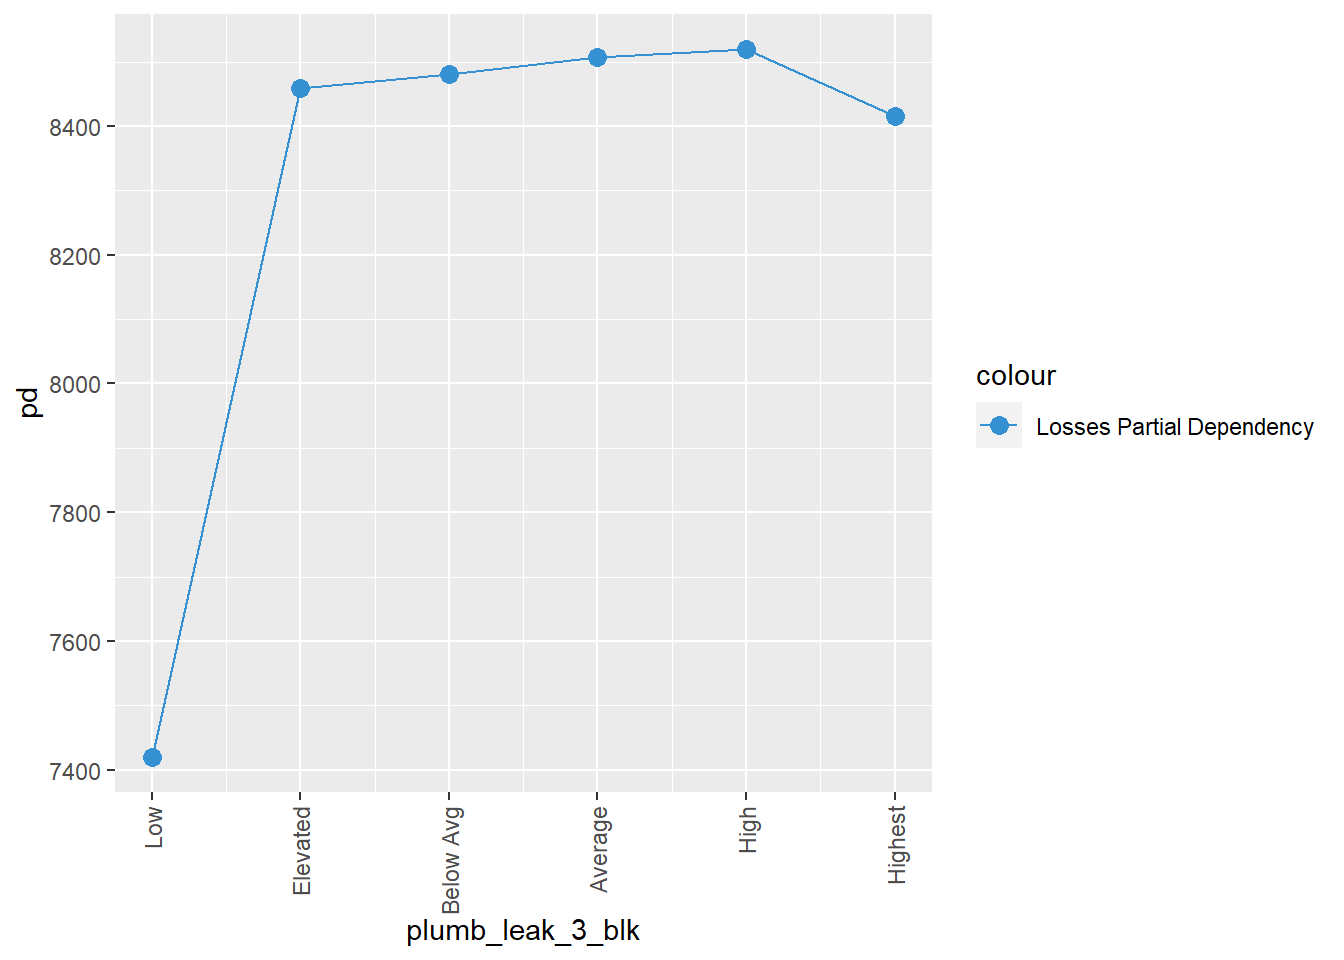 8400
8200
8000
7800
7600
7400
pd
Low
Elevated
Below Avg
Average
High
Highest
plumb_leak_3_blk
colour
Losses Partial Dependency